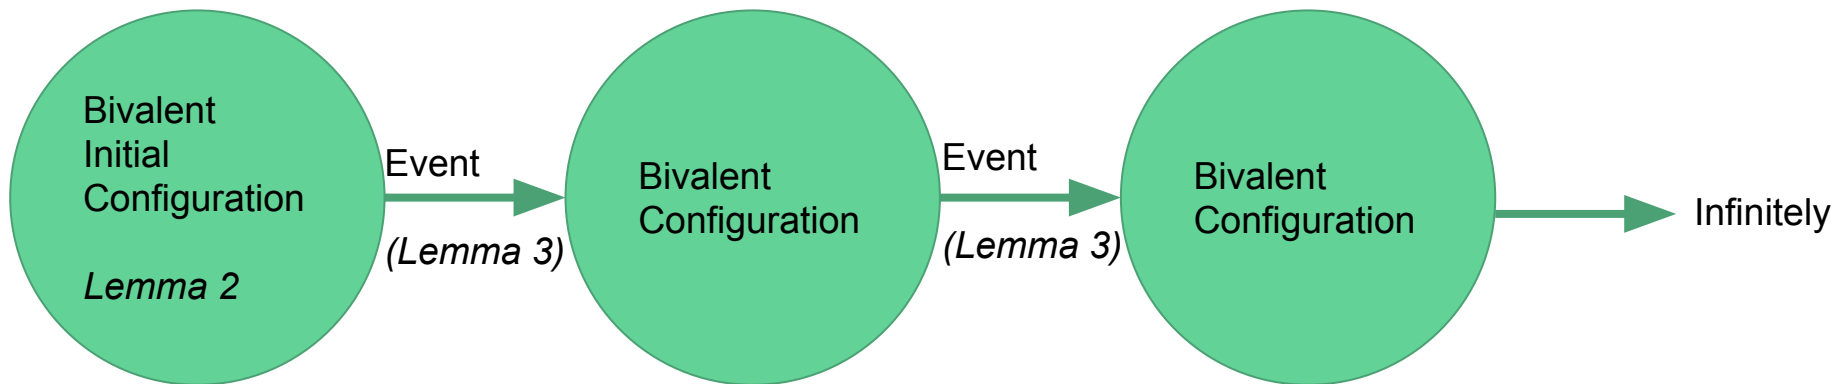 Bivalent
Initial
Configuration
Lemma 2
Event
(Lemma 3)
Bivalent
Configuration
Event
(Lemma 3)
Bivalent
Configuration
Infinitely